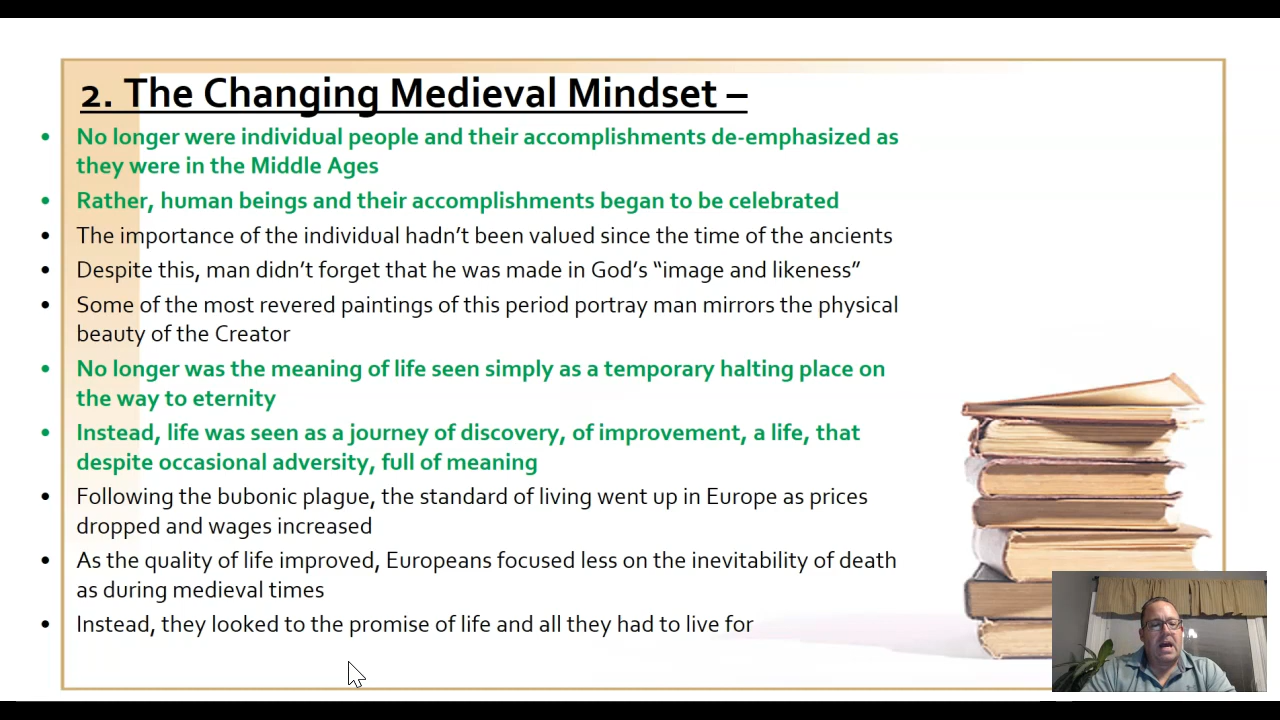 2. The Changing Medieval Mindset –
• No longer were individual people and their accomplishments de-emphasized as
they were in the Middle Ages
• Rather, human beings and their accomplishments began to be celebrated
• The importance of the individual hadn't been valued since the time of the ancients
• Despite this, man didn't forget that he was made in God's “image and likeness”
• Some of the most revered paintings of this period portray man mirrors the physical
beauty of the Creator
• No longer was the meaning of life seen simply as a temporary halting place on
the way to eternity
• Instead, life was seen as a journey of discovery, of improvement, a life, that
despite occasional adversity, full of meaning
• Following the bubonic plague, the standard of living went up in Europe as prices
dropped and wages increased
• As the quality of life improved, Europeans focused less on the inevitability of death
as during medieval times
• Instead, they looked to the promise of life and all they had to live for